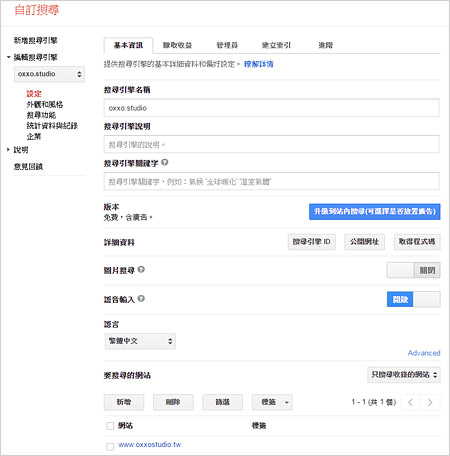 自訂搜尋
新增搜尋引擎
編輯搜尋引擎
oxxo.studio
設定
外觀和風格
搜尋功能
統計資料與紀錄
企業
說明
意見回饋
基本資訊 賺取收益 管理員 建立索引 進階
提供搜尋引擎的基本詳細資料和偏好設定。 瞭解詳情
搜尋引擎名稱
oxxo.studio
搜尋引擎說明
搜尋引擎的說明。
搜尋引擎關鍵字 ?
搜尋引擎關鍵字，例如：氣候 "全球暖化" "溫室氣體"
版本
免費，含廣告。
升級到站內搜尋(可選擇是否放置廣告)
詳細資料 搜尋引擎 ID 公開網址 取得程式碼
圖片搜尋 ? 關閉
語音輸入 ? 開啟
語言
繁體中文
Advanced
要搜尋的網站 只搜尋收錄的網站
新增 刪除 篩選 標籤 1 - 1 (共 1 個)
網站 標籤
www.oxxostudio.tw